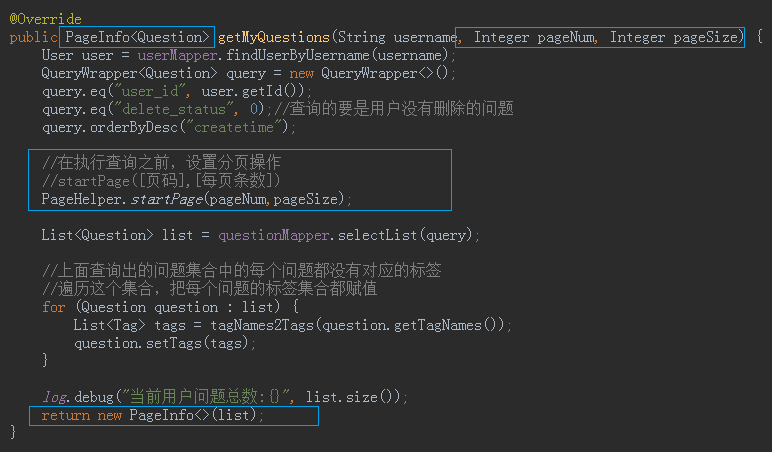 @Override
public PageInfo<Question> getMyQuestions(String username, Integer pageNum, Integer pageSize) {
User user = userMapper.findUserByUsername(username);
QueryWrapper<Question> query = new QueryWrapper<>();
query.eq("user_id", user.getId());
query.eq("delete_status", 0);//查询的要是用户没有删除的问题
query.orderByDesc("createtime");
//在执行查询之前，设置分页操作
//startPage([页码],[每页条数])
PageHelper.startPage(pageNum,pageSize);
List<Question> list = questionMapper.selectList(query);
//上面查询出的问题集合中的每个问题都没有对应的标签
//遍历这个集合，把每个问题的标签集合都赋值
for (Question question : list) {
List<Tag> tags = tagNames2Tags(question.getTagNames());
question.setTags(tags);
}
log.debug("当前用户问题总数:{}", list.size());
return new PageInfo<>(list);
}